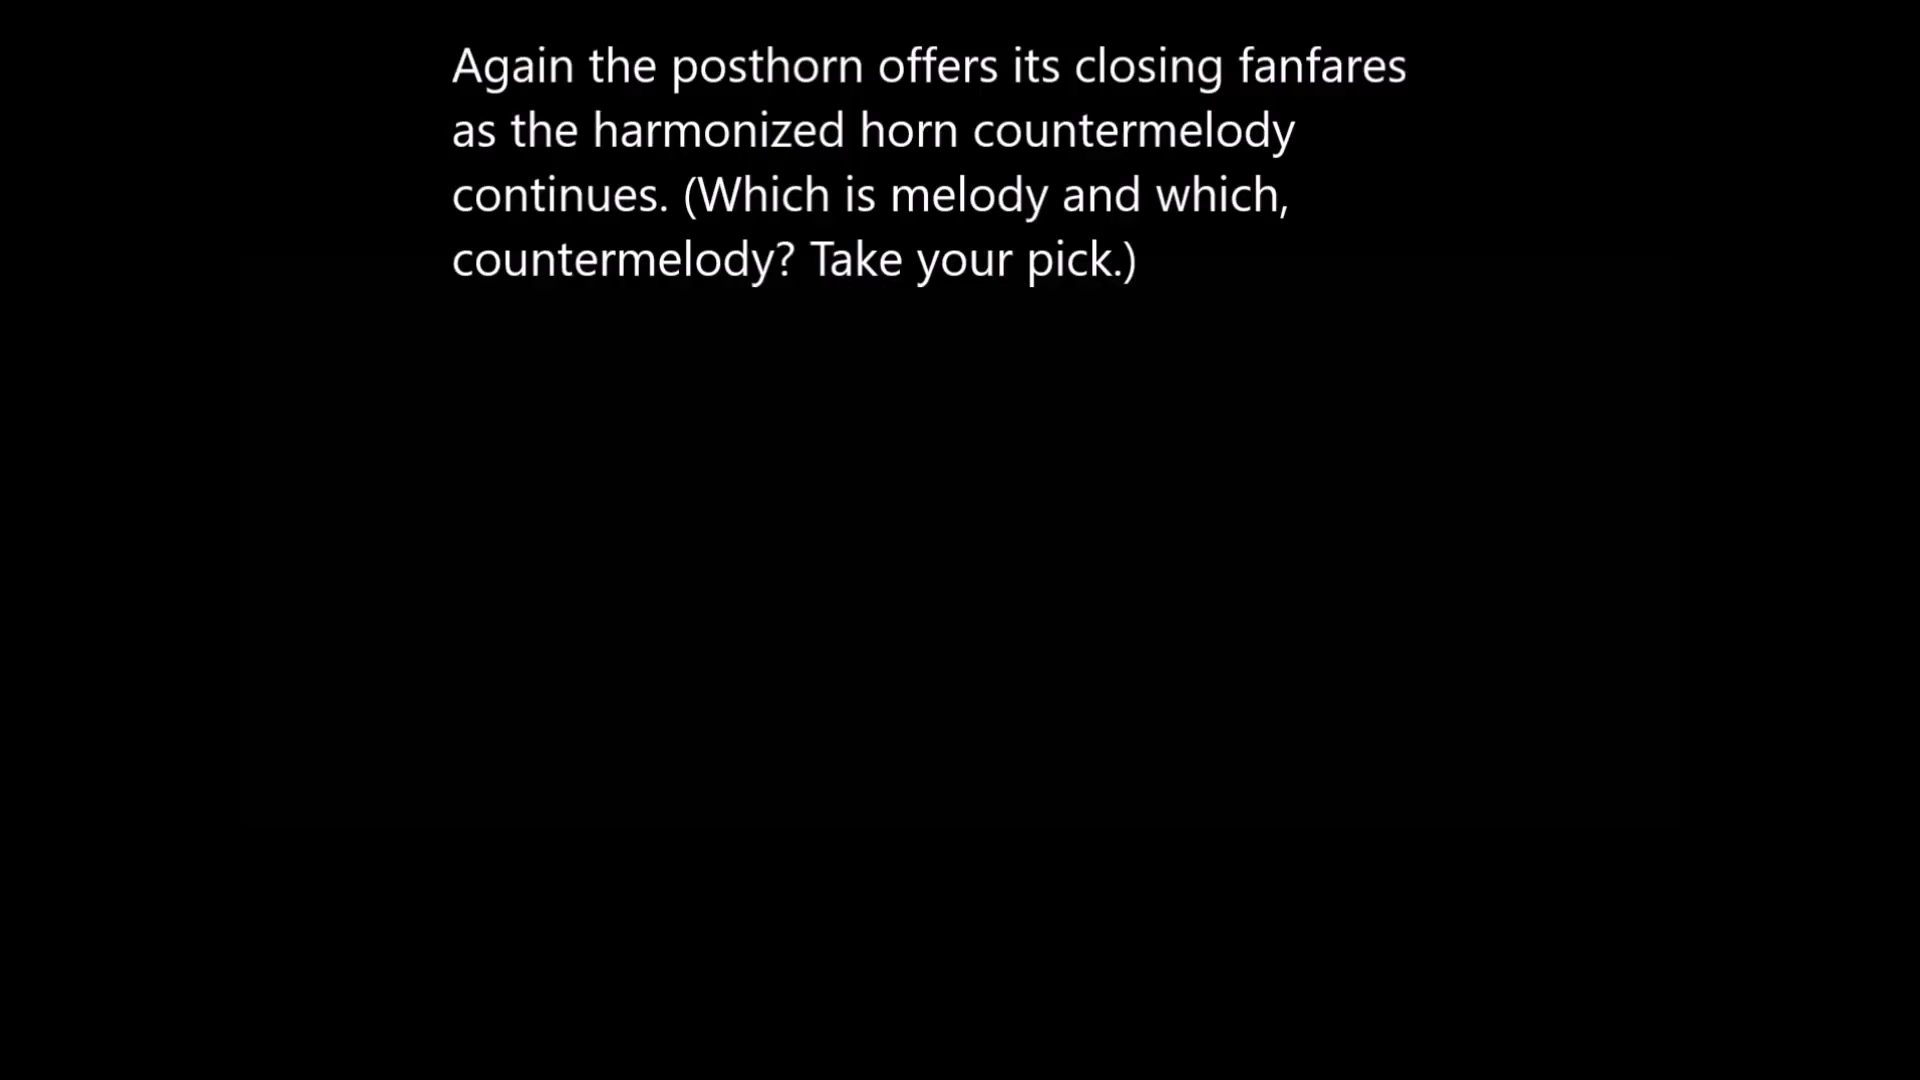 Again the posthorn offers its closing fanfares
as the harmonized horn countermelody
continues. (Which is melody and which,
countermelody? Take your pick.)